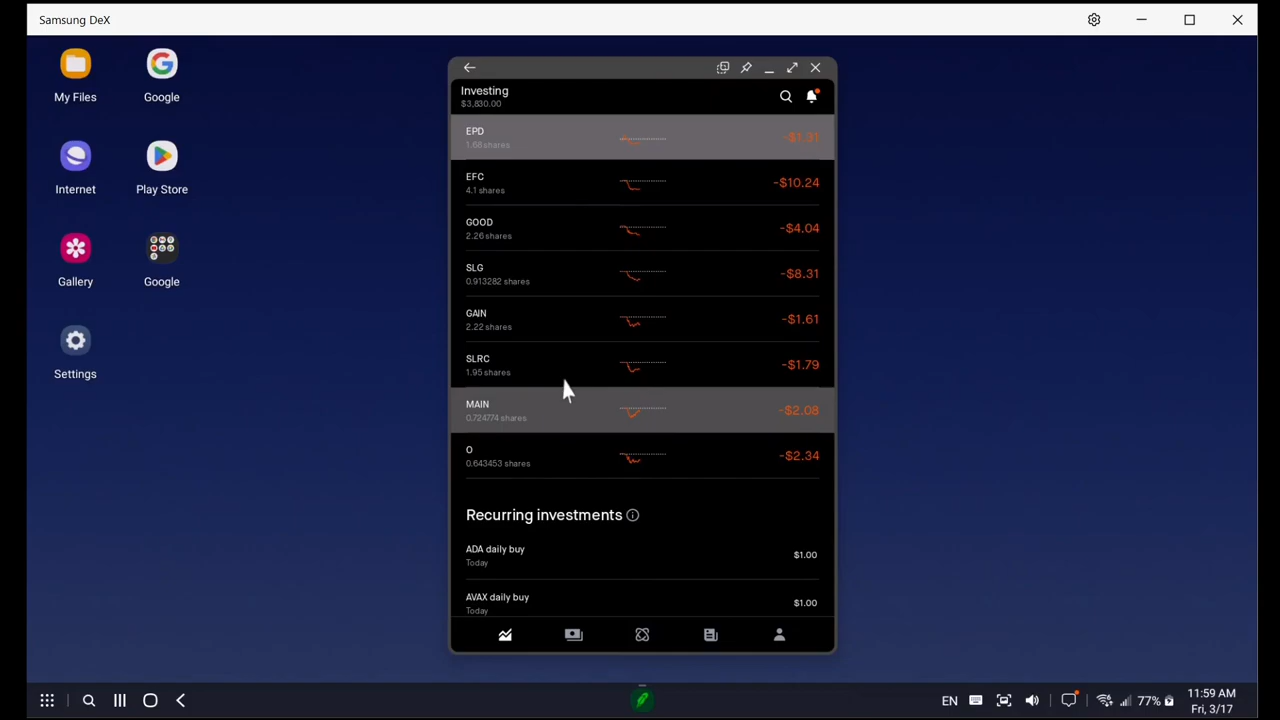 Samsung DeX
My Files
Google
Internet
Play Store
Gallery
Google
Settings
Investing
$3,830.00
EPD
1.68 shares
-$1.31
EFC
4.1 shares
-$10.24
GOOD
2.26 shares
-$4.04
SLG
0.913282 shares
-$8.31
GAIN
2.22 shares
-$1.61
SLRC
1.95 shares
-$1.79
MAIN
0.724774 shares
-$2.08
O
0.643453 shares
-$2.34
Recurring investments
ADA daily buy
Today
$1.00
AVAX daily buy
Today
$1.00
EN
77%
11:59 AM
Fri, 3/17